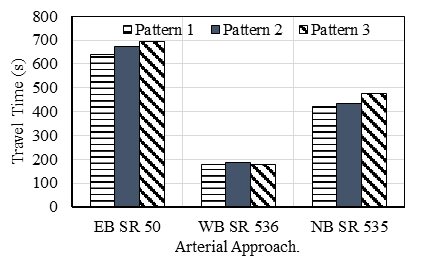 800
700
600
500
400
300
200
100
0
Travel Time (s)
Pattern 1 Pattern 2 Pattern 3
EB SR 50 WB SR 536 NB SR 535
Arterial Approach.